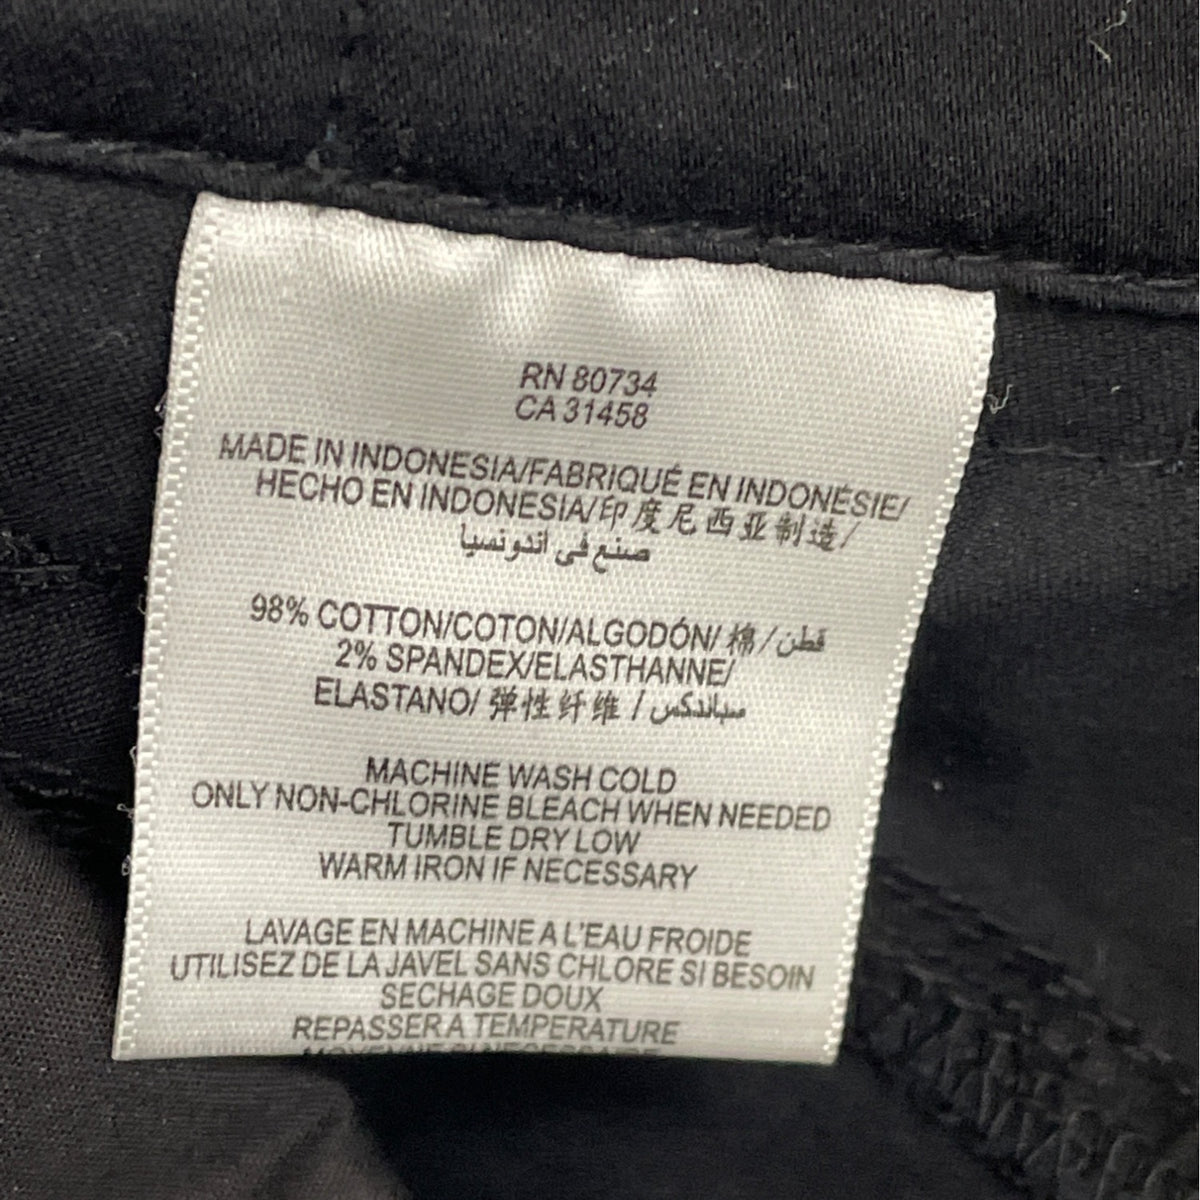 RN 80734
CA 31458
MADE IN INDONESIA/FABRIQUÉ EN INDONÉSIE/
HECHO EN INDONESIA/印度尼西亚制造/
صنع في اندونسيا
98% COTTON/COTON/ALGODÓN/ 棉/قطن
2% SPANDEX/ELASTHANNE/
ELASTANO/ 弹性纤维 / سباندكس
MACHINE WASH COLD
ONLY NON-CHLORINE BLEACH WHEN NEEDED
TUMBLE DRY LOW
WARM IRON IF NECESSARY
LAVAGE EN MACHINE A L'EAU FROIDE
UTILISEZ DE LA JAVEL SANS CHLORE SI BESOIN
SECHAGE DOUX
REPASSER A TEMPERATURE
MOYENNE SI NECESSAIRE